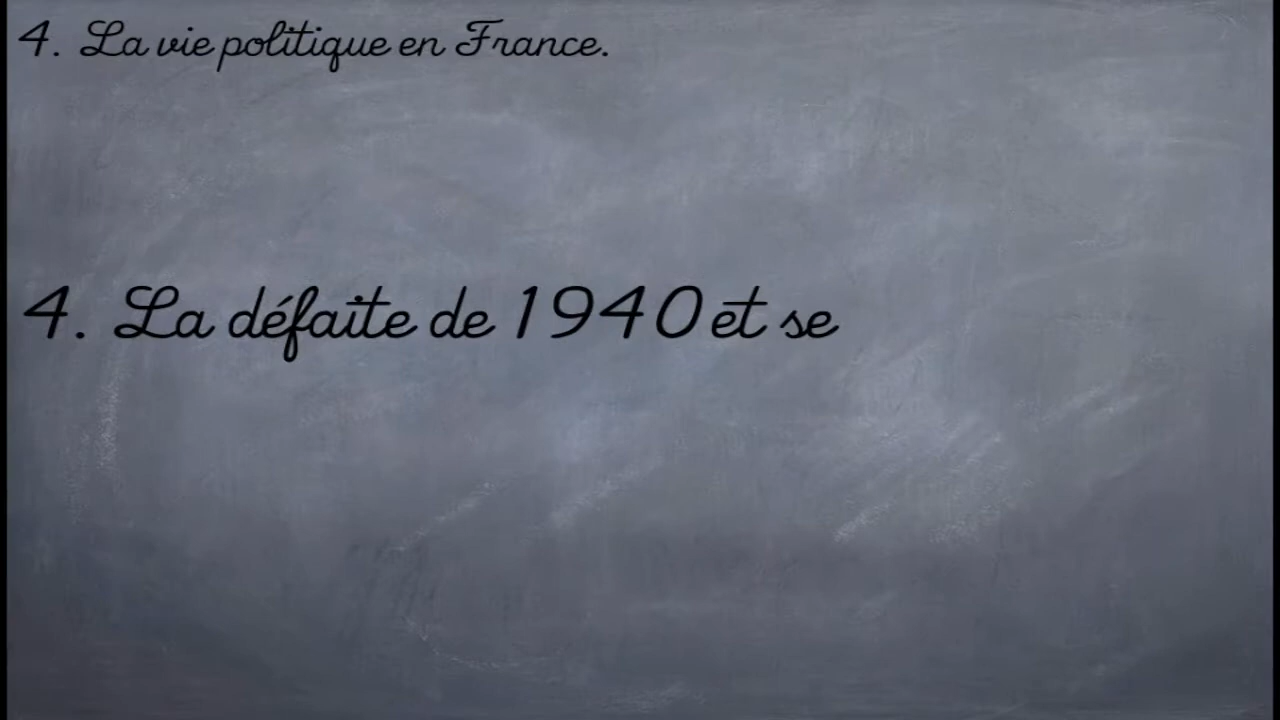 4. La vie politique en France.
4. La défaite de 1940 et se